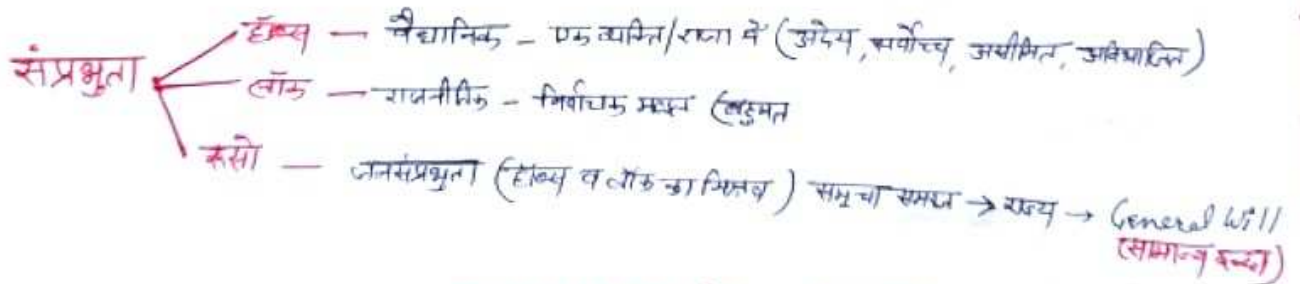 संप्रभुता
हॉब्स — वैधानिक - एक व्यक्ति/राजा में (अदेय, सर्वोच्च, असीमित, अविभाजित)
लॉक — राजनीतिक - निर्वाचक मण्डल (बहुमत
रूसो — जनसंप्रभुता (हॉब्स व लॉक का मिश्रण) समूचा समाज → राज्य → General Will
(सामान्य इच्छा)